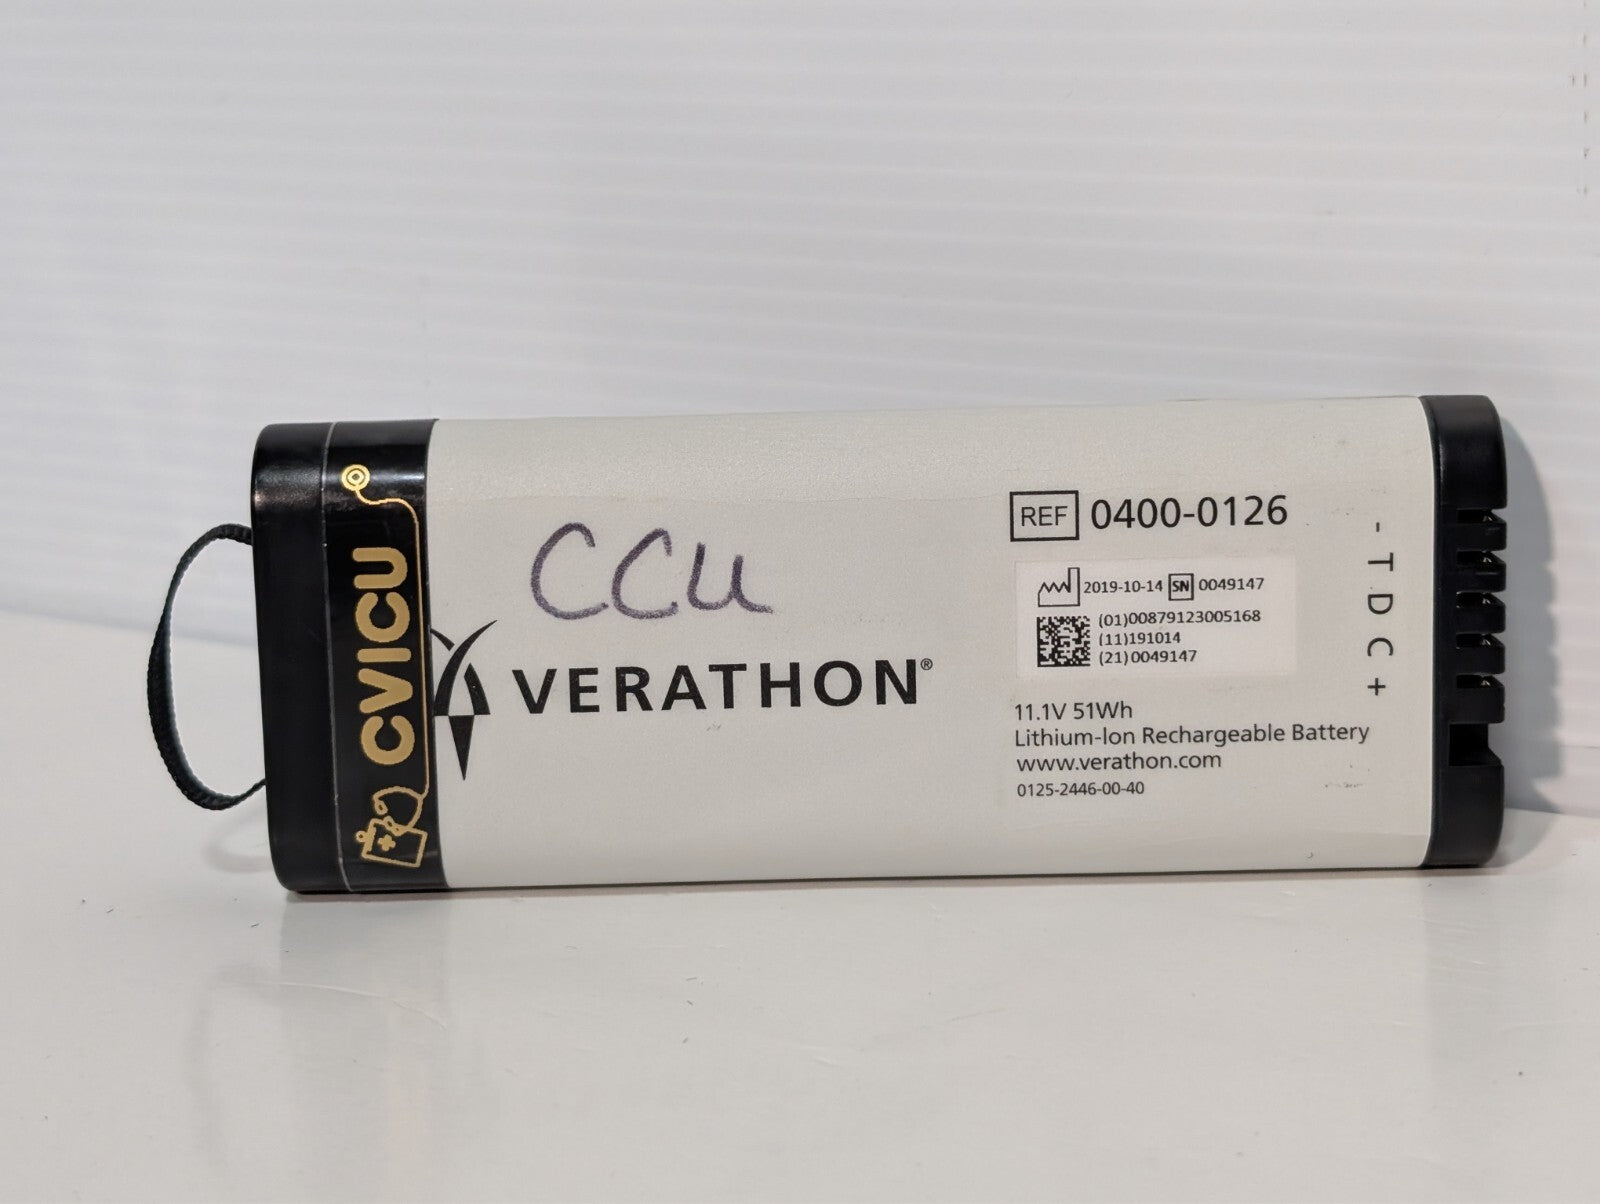 CVICU
CCU
VERATHON®
REF 0400-0126
2019-10-14 SN 0049147
(01)00879123005168
(11)191014
(21)0049147
11.1V 51Wh
Lithium-Ion Rechargeable Battery
www.verathon.com
0125-2446-00-40
- T D C +